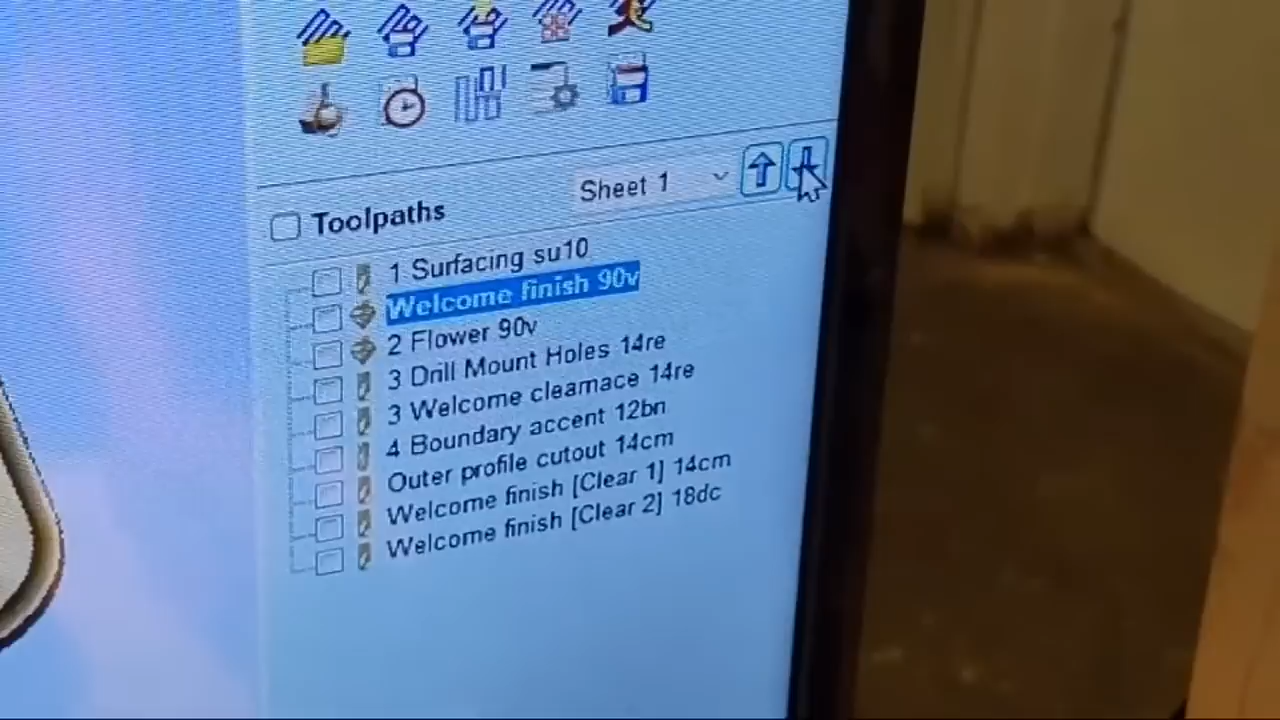 Sheet 1
Toolpaths
1 Surfacing su10
Welcome finish 90v
2 Flower 90v
3 Drill Mount Holes 14re
3 Welcome clearnace 14re
4 Boundary accent 12bn
Outer profile cutout 14cm
Welcome finish [Clear 1] 14cm
Welcome finish [Clear 2] 18dc